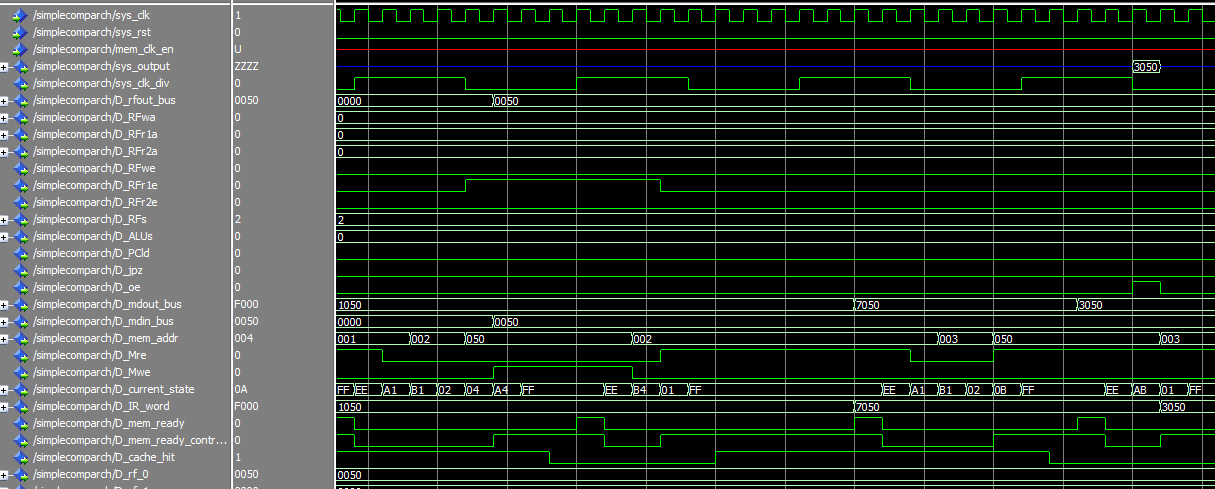 /simplecomparch/sys_clk 1
/simplecomparch/sys_rst 0
/simplecomparch/mem_clk_en U
/simplecomparch/sys_output ZZZZ 3050
/simplecomparch/sys_clk_div 0
/simplecomparch/D_rfout_bus 0050 0000 0050
/simplecomparch/D_RFwa 0 0
/simplecomparch/D_RFr1a 0 0
/simplecomparch/D_RFr2a 0 0
/simplecomparch/D_RFwe 0
/simplecomparch/D_RFr1e 0
/simplecomparch/D_RFr2e 0
/simplecomparch/D_RFs 2 2
/simplecomparch/D_ALUs 0 0
/simplecomparch/D_PCld 0
/simplecomparch/D_jpz 0
/simplecomparch/D_oe 0
/simplecomparch/D_mdout_bus F000 1050 7050 3050
/simplecomparch/D_mdin_bus 0050 0000 0050
/simplecomparch/D_mem_addr 004 001 002 050 002 003 050 003
/simplecomparch/D_Mre 0
/simplecomparch/D_Mwe 0
/simplecomparch/D_current_state 0A FF EE A1 B1 02 04 A4 FF EE B4 01 FF EE A1 B1 02 0B FF EE AB 01 FF
/simplecomparch/D_IR_word F000 1050 7050 3050
/simplecomparch/D_mem_ready 0
/simplecomparch/D_mem_ready_contr... 0
/simplecomparch/D_cache_hit 1
/simplecomparch/D_rf_0 0050 0050